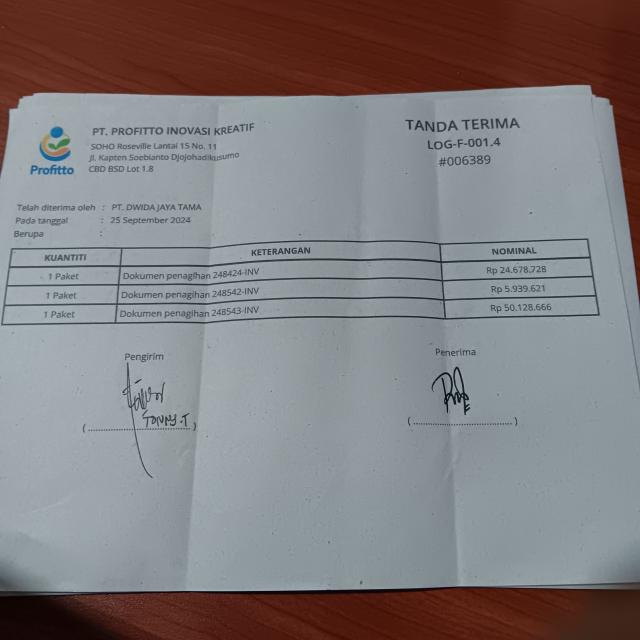 PT. PROFITTO INOVASI KREATIF
SOHO Roseville Lantai 15 No. 11
Jl. Kapten Soebianto Djojohadikusumo
CBD BSD Lot 1.8
Profitto
TANDA TERIMA
LOG-F-001.4
#006389
Telah diterima oleh : PT. DWIDA JAYA TAMA
Pada tanggal : 25 September 2024
Berupa :
KUANTITI KETERANGAN NOMINAL
1 Paket Dokumen penagihan 248424-INV Rp 24.678.728
1 Paket Dokumen penagihan 248542-INV Rp 5.939.621
1 Paket Dokumen penagihan 248543-INV Rp 50.128.666
Pengirim Penerima
TONNY.T
(..............................) (..............................)